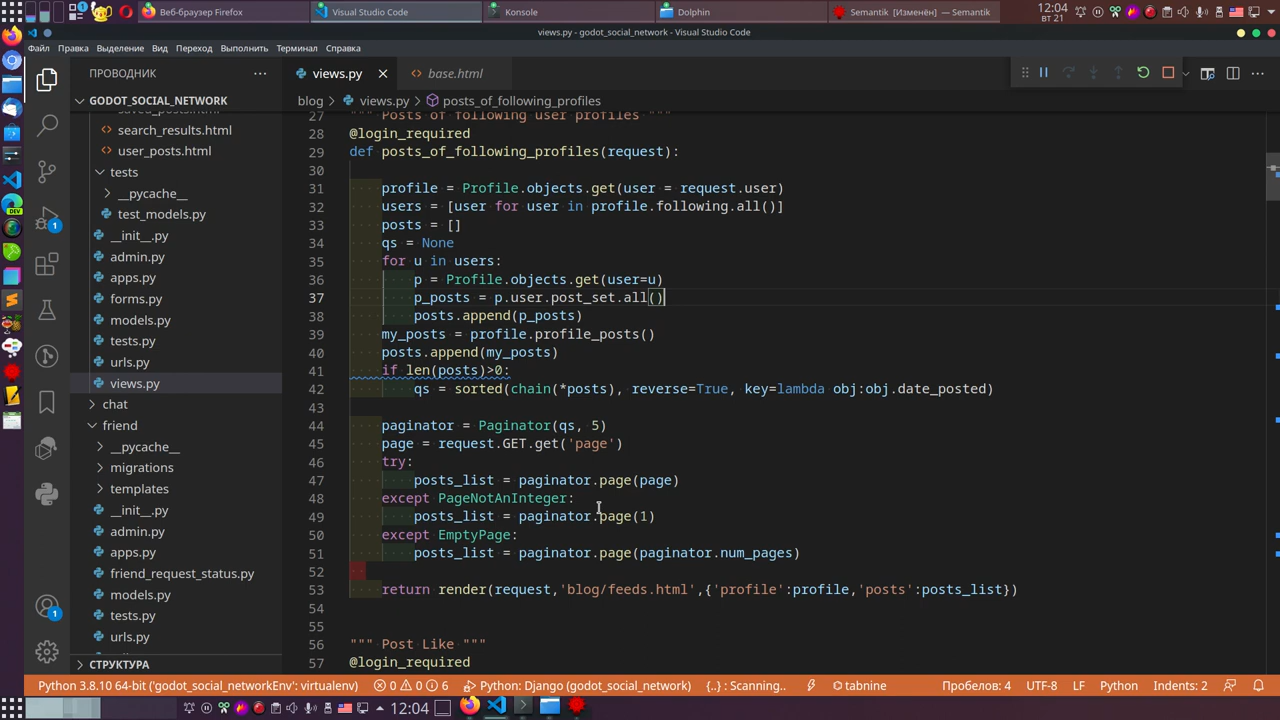 Веб-браузер Firefox
Visual Studio Code
Konsole
Dolphin
Semantik [Изменён] — Semantik
12:04
вт 21
views.py - godot_social_network - Visual Studio Code
Файл Правка Выделение Вид Переход Выполнить Терминал Справка
ПРОВОДНИК
views.py
base.html
GODOT_SOCIAL_NETWORK
search_results.html
user_posts.html
tests
__pycache__
test_models.py
__init__.py
admin.py
apps.py
forms.py
models.py
tests.py
urls.py
views.py
chat
friend
__pycache__
migrations
templates
__init__.py
admin.py
apps.py
friend_request_status.py
models.py
tests.py
urls.py
СТРУКТУРА
DEV
1
1
blog > views.py > posts_of_following_profiles
27 """ Posts of following user profiles """
28 @login_required
29 def posts_of_following_profiles(request):
30
31 profile = Profile.objects.get(user = request.user)
32 users = [user for user in profile.following.all()]
33 posts = []
34 qs = None
35 for u in users:
36 p = Profile.objects.get(user=u)
37 p_posts = p.user.post_set.all()
38 posts.append(p_posts)
39 my_posts = profile.profile_posts()
40 posts.append(my_posts)
41 if len(posts)>0:
42 qs = sorted(chain(*posts), reverse=True, key=lambda obj:obj.date_posted)
43
44 paginator = Paginator(qs, 5)
45 page = request.GET.get('page')
46 try:
47 posts_list = paginator.page(page)
48 except PageNotAnInteger:
49 posts_list = paginator.page(1)
50 except EmptyPage:
51 posts_list = paginator.page(paginator.num_pages)
52
53 return render(request,'blog/feeds.html',{'profile':profile,'posts':posts_list})
54
55
56 """ Post Like """
57 @login_required
Python 3.8.10 64-bit ('godot_social_networkEnv': virtualenv) 0 0 6 Python: Django (godot_social_network) {..} : Scanning.. tabnine Пробелов: 4 UTF-8 LF Python Indents: 2
12:04